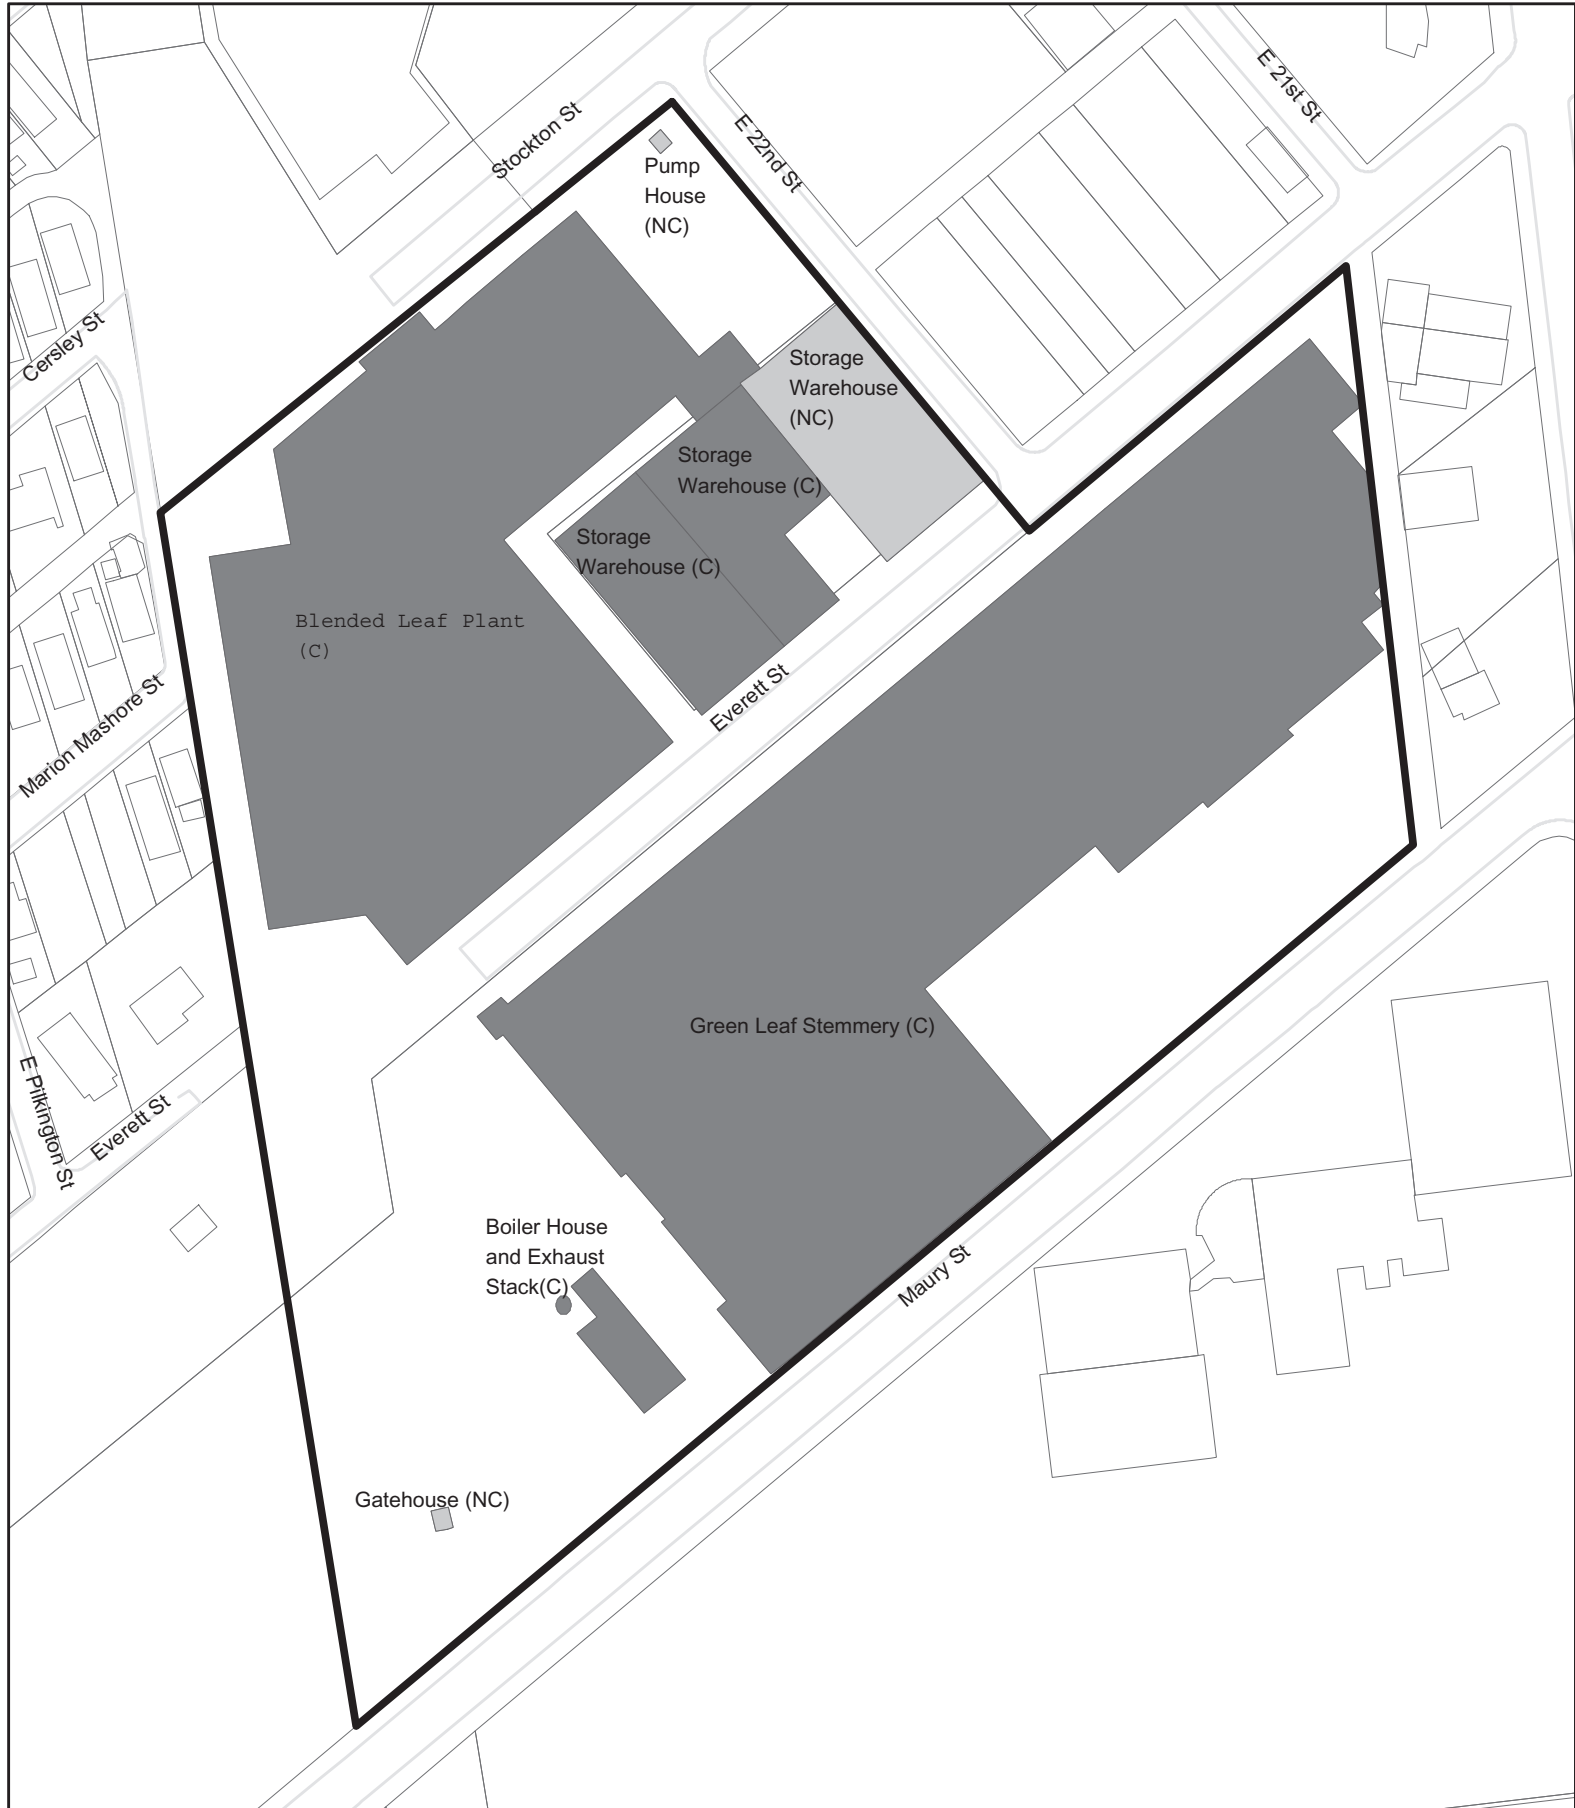 E 21st St
Stockton St
E 22nd St
Pump
House
(NC)
Cersley St
Storage
Warehouse
(NC)
Storage
Warehouse (C)
Storage
Warehouse (C)
Blended Leaf Plant
(C)
Everett St
Marion Mashore St
Green Leaf Stemmery (C)
E Pilkington St
Everett St
Boiler House
and Exhaust
Stack(C)
Maury St
Gatehouse (NC)